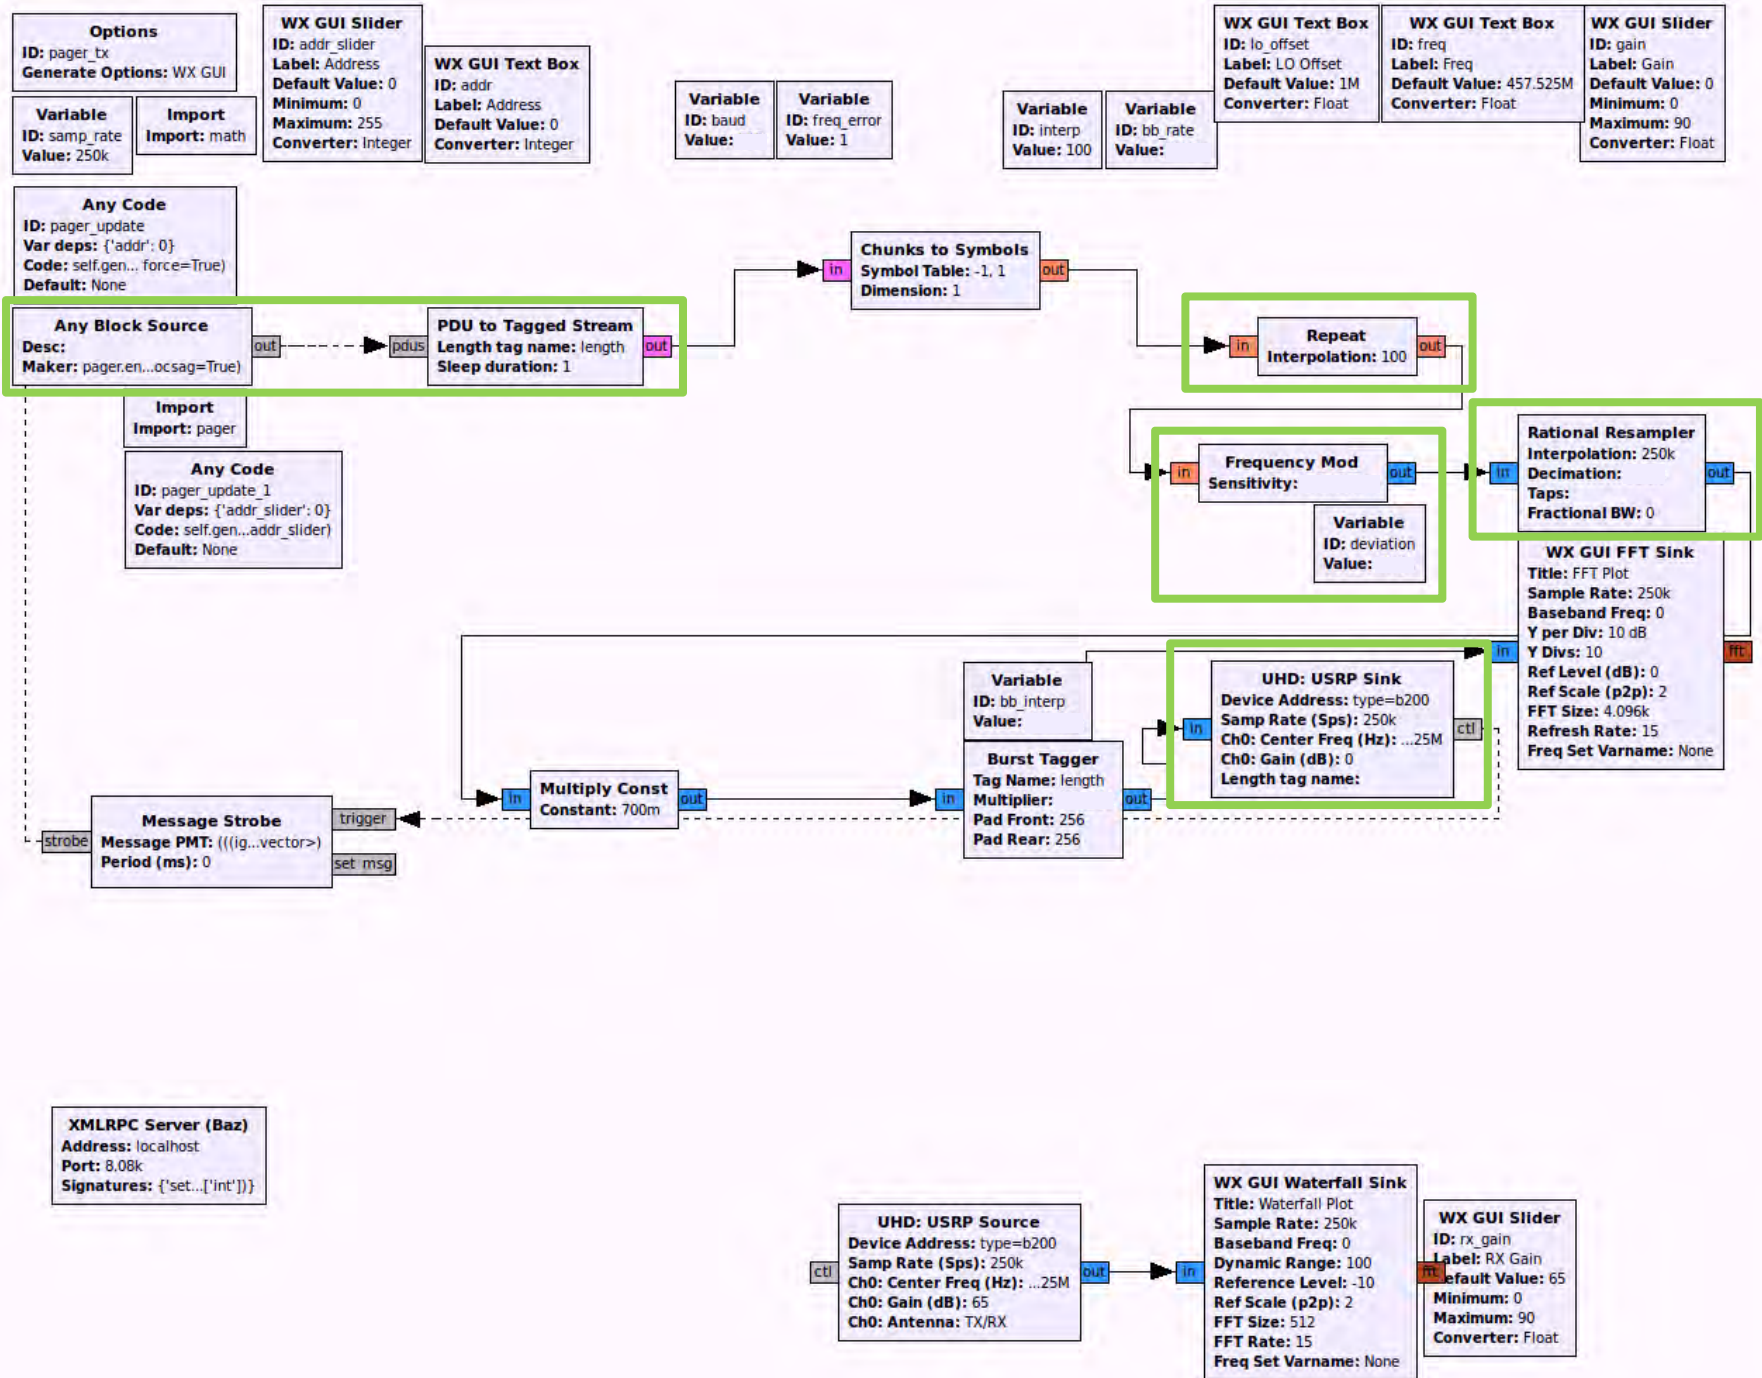 Options
ID: pager_tx
Generate Options: WX GUI
Variable
ID: samp_rate
Value: 250k
Import
Import: math
WX GUI Slider
ID: addr_slider
Label: Address
Default Value: 0
Minimum: 0
Maximum: 255
Converter: Integer
WX GUI Text Box
ID: addr
Label: Address
Default Value: 0
Converter: Integer
Variable
ID: baud
Value:
Variable
ID: freq_error
Value: 1
Variable
ID: interp
Value: 100
Variable
ID: bb_rate
Value:
WX GUI Text Box
ID: lo_offset
Label: LO Offset
Default Value: 1M
Converter: Float
WX GUI Text Box
ID: freq
Label: Freq
Default Value: 457.525M
Converter: Float
WX GUI Slider
ID: gain
Label: Gain
Default Value: 0
Minimum: 0
Maximum: 90
Converter: Float
Any Code
ID: pager_update
Var deps: {'addr': 0}
Code: self.gen... force=True)
Default: None
Any Block Source
Desc:
Maker: pager.en...ocsag=True)
out
pdus
PDU to Tagged Stream
Length tag name: length
Sleep duration: 1
out
in
Chunks to Symbols
Symbol Table: -1, 1
Dimension: 1
out
in
Repeat
Interpolation: 100
out
Import
Import: pager
Any Code
ID: pager_update_1
Var deps: {'addr_slider': 0}
Code: self.gen...addr_slider)
Default: None
in
Frequency Mod
Sensitivity:
out
Variable
ID: deviation
Value:
in
Rational Resampler
Interpolation: 250k
Decimation:
Taps:
Fractional BW: 0
out
in
WX GUI FFT Sink
Title: FFT Plot
Sample Rate: 250k
Baseband Freq: 0
Y per Div: 10 dB
Y Divs: 10
Ref Level (dB): 0
Ref Scale (p2p): 2
FFT Size: 4.096k
Refresh Rate: 15
Freq Set Varname: None
fft
Variable
ID: bb_interp
Value:
in
UHD: USRP Sink
Device Address: type=b200
Samp Rate (Sps): 250k
Ch0: Center Freq (Hz): ...25M
Ch0: Gain (dB): 0
Length tag name:
ctl
in
Burst Tagger
Tag Name: length
Multiplier:
Pad Front: 256
Pad Rear: 256
out
in
Multiply Const
Constant: 700m
out
strobe
Message Strobe
Message PMT: (((ig...vector>)
Period (ms): 0
trigger
set_msg
XMLRPC Server (Baz)
Address: localhost
Port: 8.08k
Signatures: {'set...['int'])}
ctl
UHD: USRP Source
Device Address: type=b200
Samp Rate (Sps): 250k
Ch0: Center Freq (Hz): ...25M
Ch0: Gain (dB): 65
Ch0: Antenna: TX/RX
out
in
WX GUI Waterfall Sink
Title: Waterfall Plot
Sample Rate: 250k
Baseband Freq: 0
Dynamic Range: 100
Reference Level: -10
Ref Scale (p2p): 2
FFT Size: 512
FFT Rate: 15
Freq Set Varname: None
fft
WX GUI Slider
ID: rx_gain
Label: RX Gain
efault Value: 65
Minimum: 0
Maximum: 90
Converter: Float